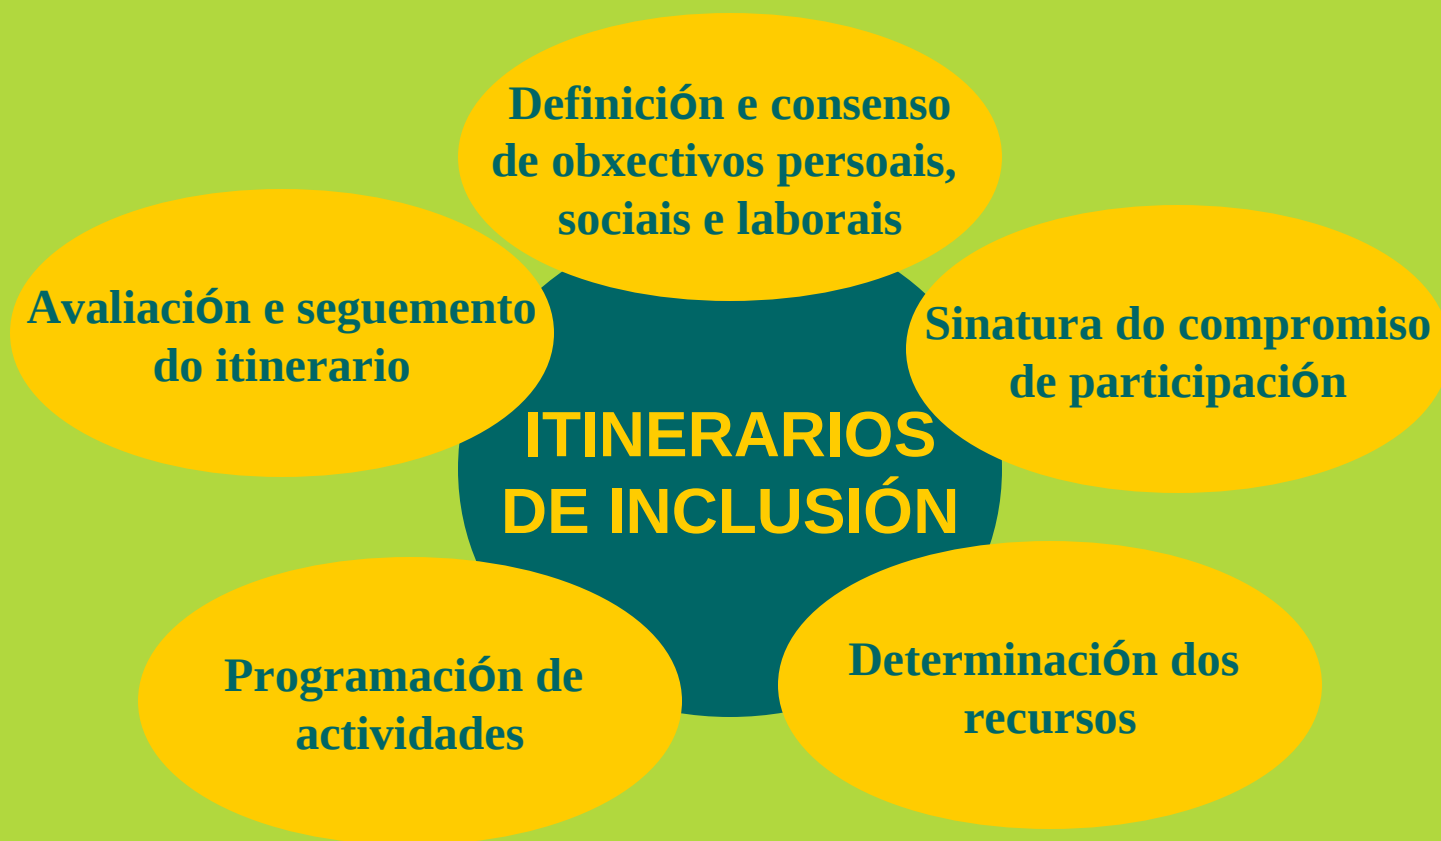 Definición e consenso
de obxectivos persoais,
sociais e laborais
Avaliación e seguemento
do itinerario
Sinatura do compromiso
de participación
ITINERARIOS
DE INCLUSIÓN
Programación de
actividades
Determinación dos
recursos